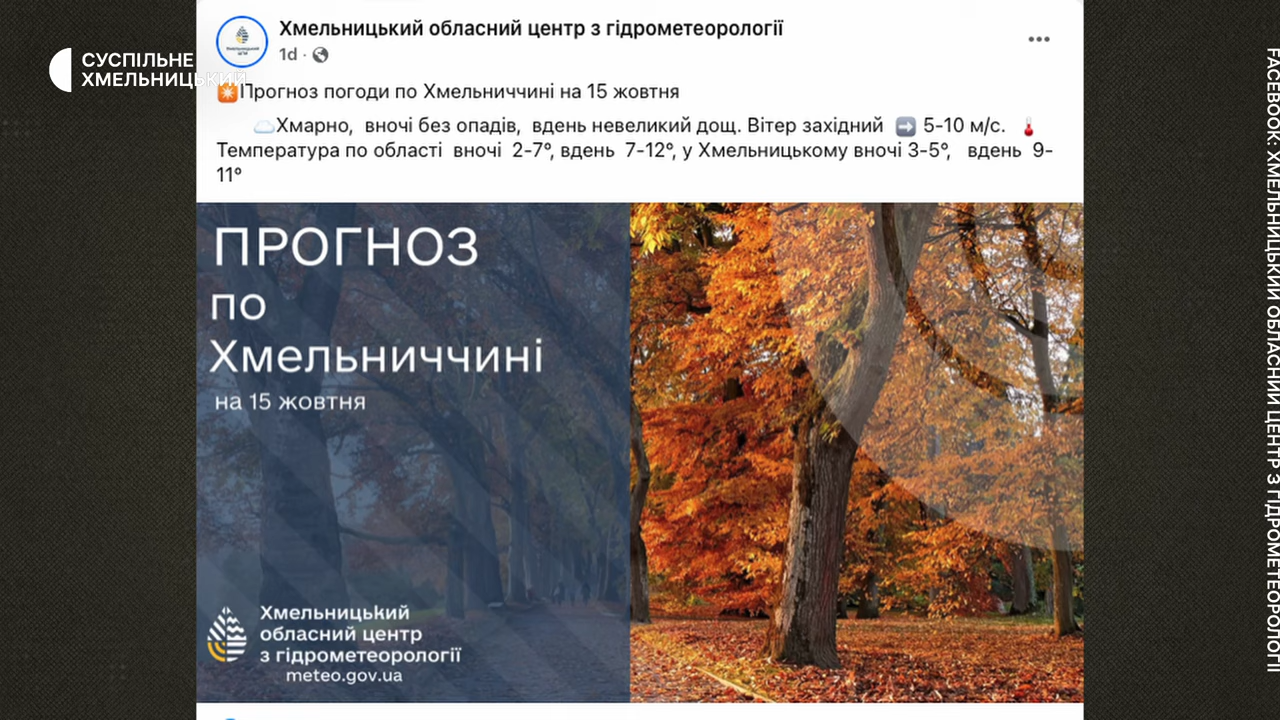 Хмельницький обласний центр з гідрометеорології
1d ·
СУСПІЛЬНЕ
ХМЕЛЬНИЦЬКИЙ
Прогноз погоди по Хмельниччині на 15 жовтня
Хмарно, вночі без опадів, вдень невеликий дощ. Вітер західний ➡️ 5-10 м/с. 🌡️
Температура по області вночі 2-7°, вдень 7-12°, у Хмельницькому вночі 3-5°, вдень 9-
11°
ПРОГНОЗ
по
Хмельниччині
на 15 жовтня
Хмельницький
обласний центр
з гідрометеорології
meteo.gov.ua
FACEBOOK: ХМЕЛЬНИЦЬКИЙ ОБЛАСНИЙ ЦЕНТР З ГІДРОМЕТЕОРОЛОГІЇ